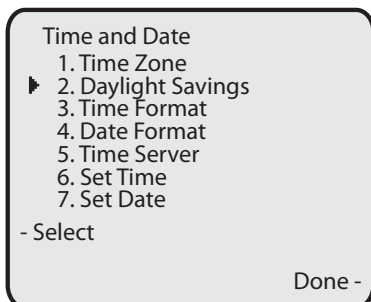 Time and Date
1. Time Zone
2. Daylight Savings
3. Time Format
4. Date Format
5. Time Server
6. Set Time
7. Set Date
- Select
Done -